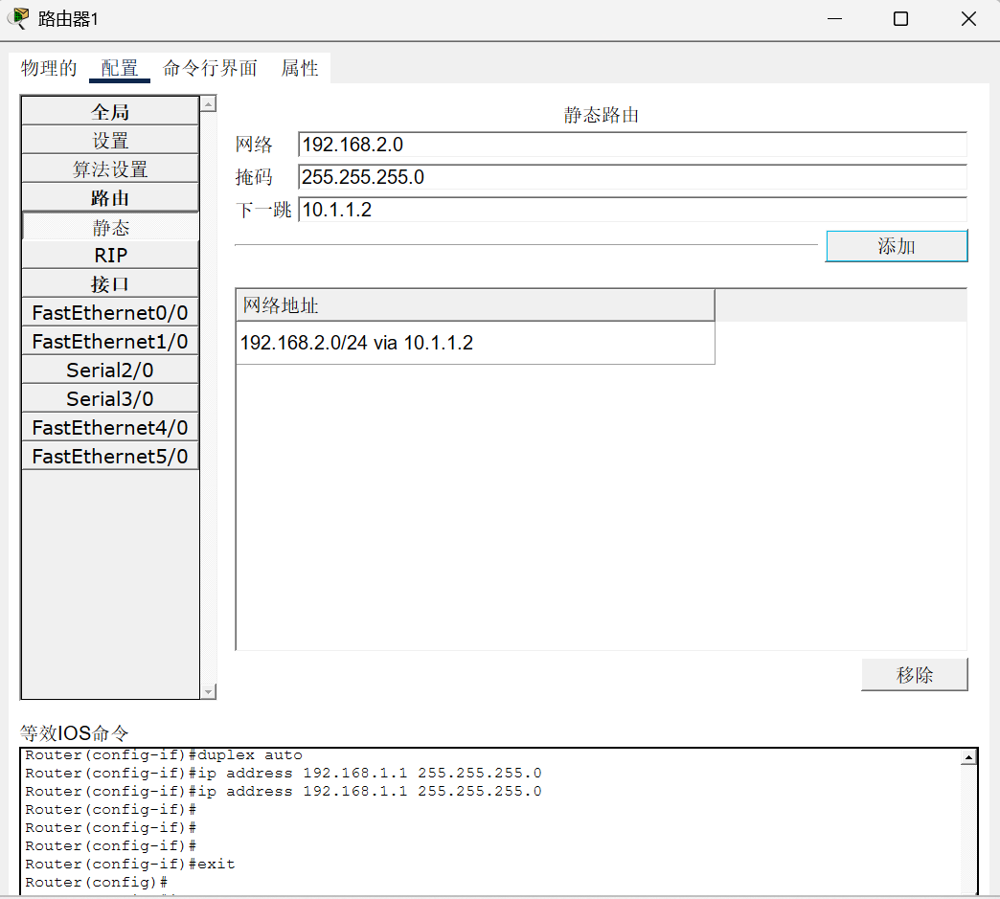 路由器1
物理的 配置 命令行界面 属性
全局
设置
算法设置
路由
静态
RIP
接口
FastEthernet0/0
FastEthernet1/0
Serial2/0
Serial3/0
FastEthernet4/0
FastEthernet5/0
静态路由
网络 192.168.2.0
掩码 255.255.255.0
下一跳 10.1.1.2
添加
网络地址
192.168.2.0/24 via 10.1.1.2
移除
等效IOS命令
Router(config-if)#duplex auto
Router(config-if)#ip address 192.168.1.1 255.255.255.0
Router(config-if)#ip address 192.168.1.1 255.255.255.0
Router(config-if)#
Router(config-if)#
Router(config-if)#
Router(config-if)#exit
Router(config)#